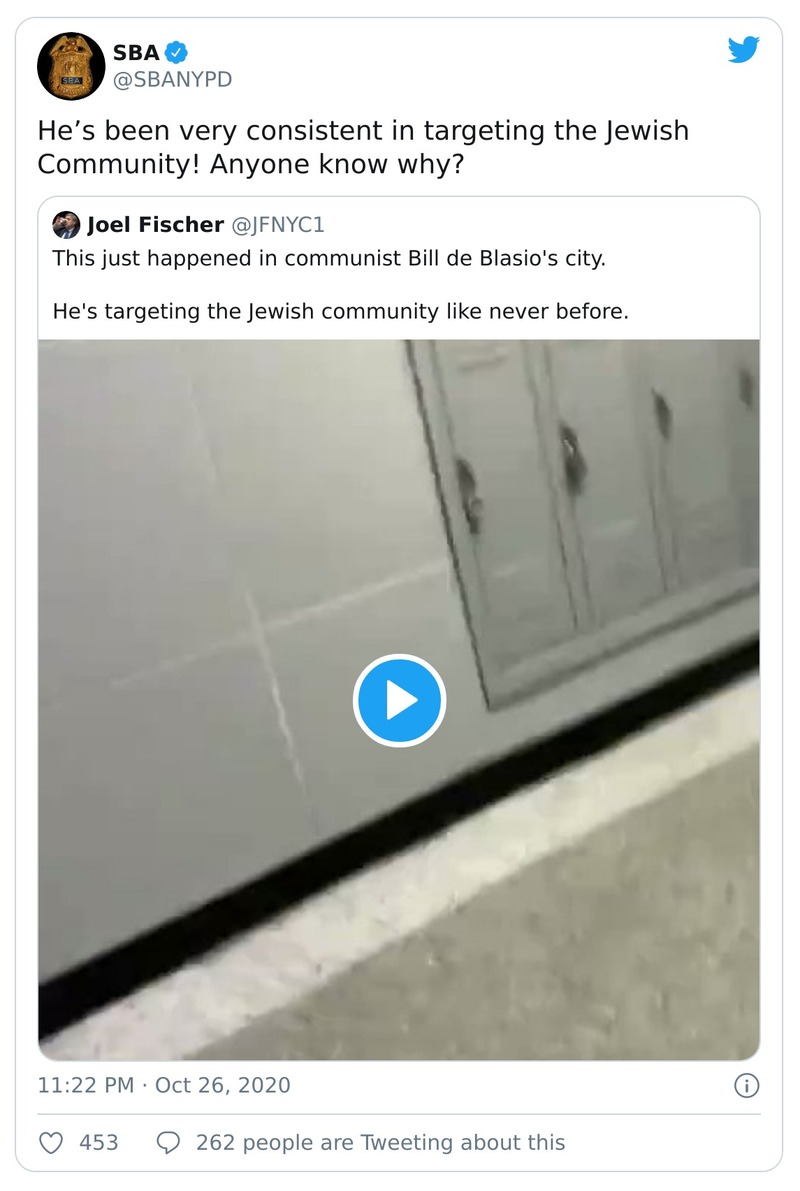 SBA
@SBANYPD
He’s been very consistent in targeting the Jewish
Community! Anyone know why?
Joel Fischer @JFNYC1
This just happened in communist Bill de Blasio's city.
He's targeting the Jewish community like never before.
11:22 PM · Oct 26, 2020
453
262 people are Tweeting about this